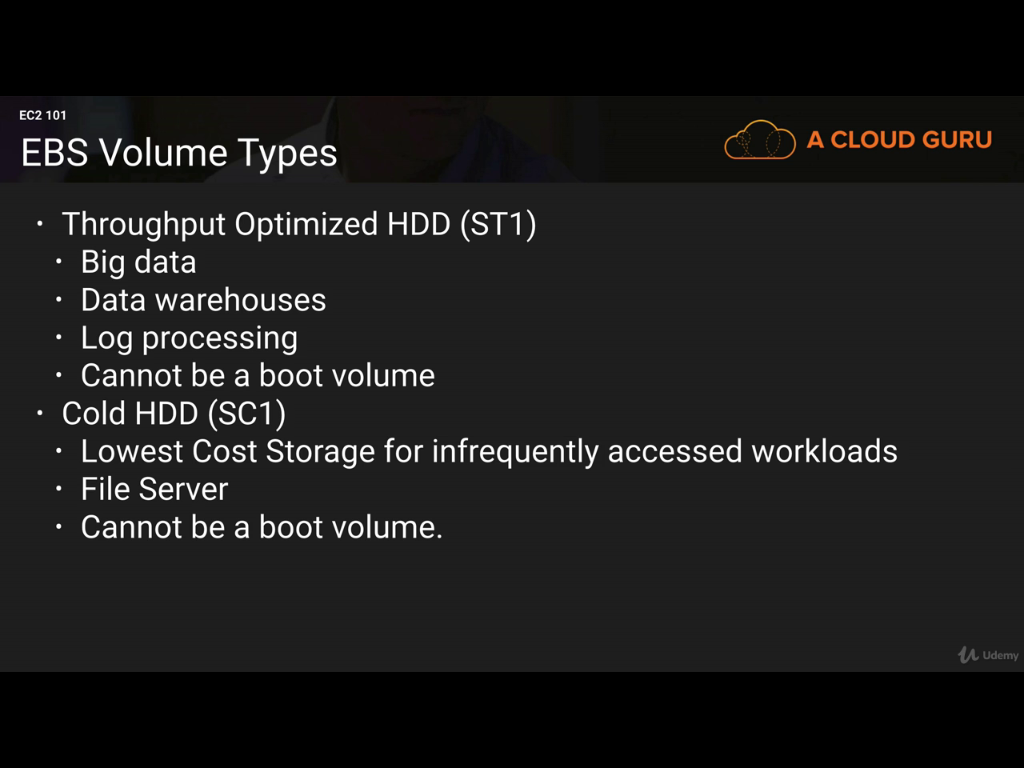 EC2 101
EBS Volume Types
A CLOUD GURU
· Throughput Optimized HDD (ST1)
· Big data
· Data warehouses
· Log processing
· Cannot be a boot volume
· Cold HDD (SC1)
· Lowest Cost Storage for infrequently accessed workloads
· File Server
· Cannot be a boot volume.
Udemy